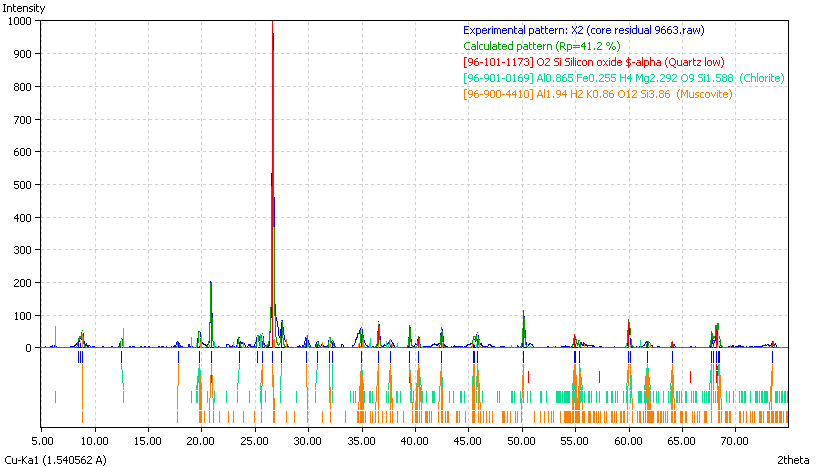 Intensity
Experimental pattern: X2 (core residual 9663.raw)
Calculated pattern (Rp=41.2 %)
[96-101-1173] O2 Si Silicon oxide $-alpha (Quartz low)
[96-901-0169] Al0.865 Fe0.255 H4 Mg2.292 O9 Si1.588 (Chlorite)
[96-900-4410] Al1.94 H2 K0.86 O12 Si3.86 (Muscovite)
1000
900
800
700
600
500
400
300
200
100
0
5.00 10.00 15.00 20.00 25.00 30.00 35.00 40.00 45.00 50.00 55.00 60.00 65.00 70.00
Cu-Ka1 (1.540562 A) 2theta